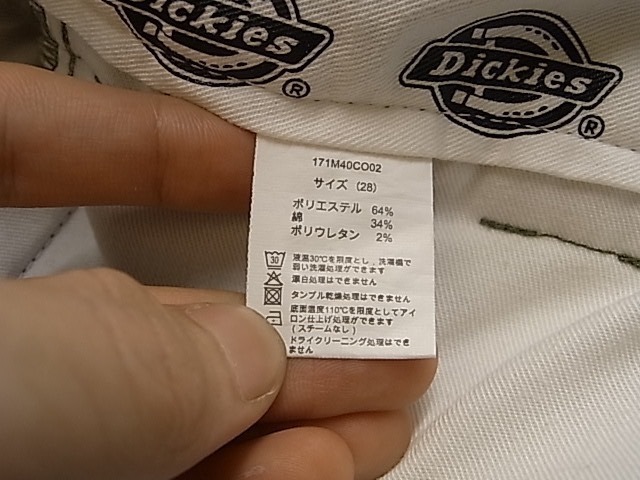 Dickies
®
Dickies
®
171M40CO02
サイズ (28)
ポリエステル 64%
綿 34%
ポリウレタン 2%
30
液温30℃を限度とし、洗濯機で
弱い洗濯処理ができます
漂白処理はできません
タンブル乾燥処理はできません
底面温度110℃を限度としてアイ
ロン仕上げ処理ができます
(スチームなし)
ドライクリーニング処理はでき
ません